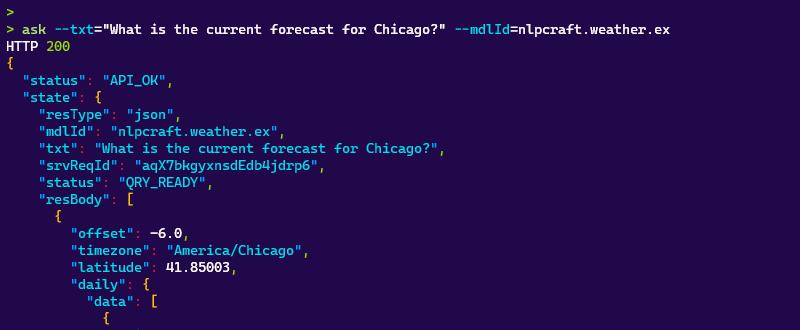 >
> ask --txt="What is the current forecast for Chicago?" --mdlId=nlpcraft.weather.ex
HTTP 200
{
  "status": "API_OK",
  "state": {
    "resType": "json",
    "mdlId": "nlpcraft.weather.ex",
    "txt": "What is the current forecast for Chicago?",
    "srvReqId": "aqX7bkgyxnsdEdb4jdrp6",
    "status": "QRY_READY",
    "resBody": [
      {
        "offset": -6.0,
        "timezone": "America/Chicago",
        "latitude": 41.85003,
        "daily": {
          "data": [
            {